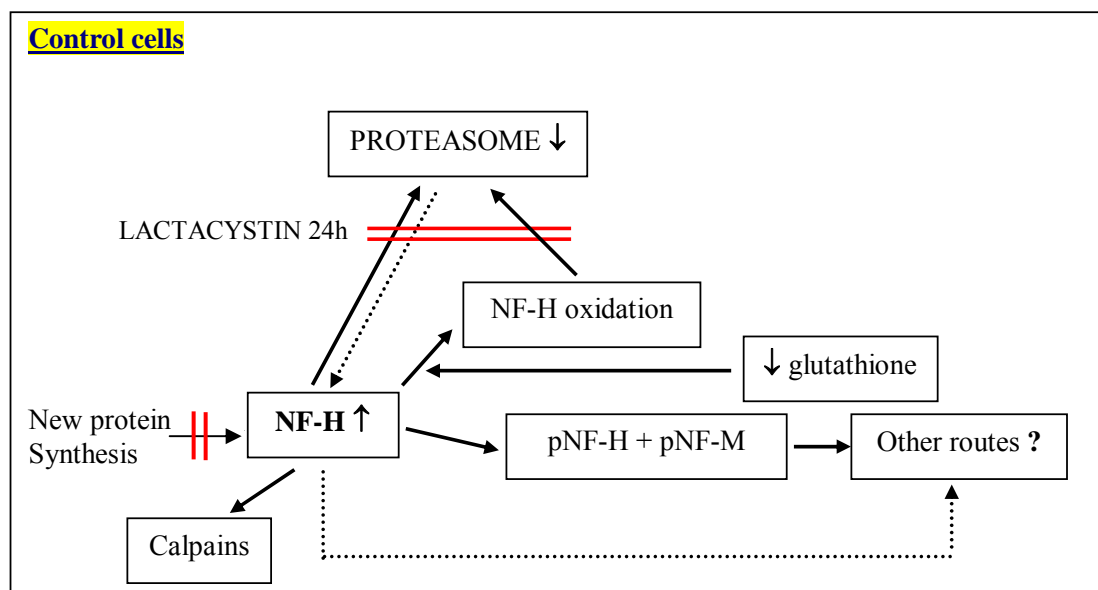 Control cells
PROTEASOME ↓
LACTACYSTIN 24h
NF-H oxidation
↓ glutathione
New protein
Synthesis
NF-H ↑
pNF-H + pNF-M
Other routes ?
Calpains